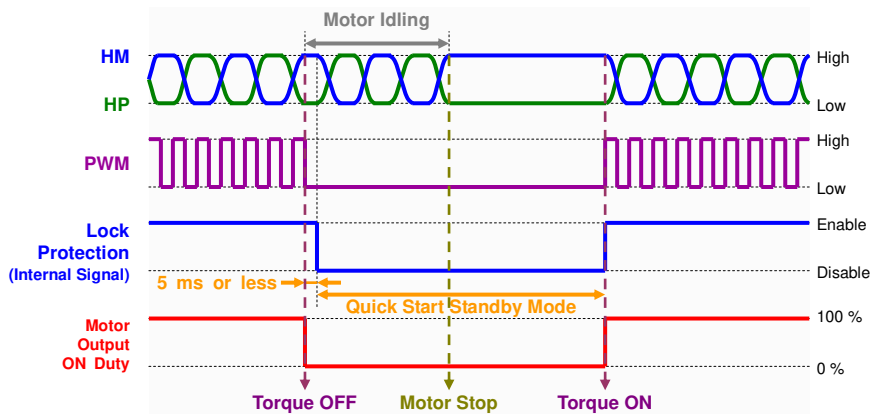 Motor Idling
HM
High
HP
Low
High
PWM
Low
Enable
Lock
Protection
(Internal Signal)
Disable
5 ms or less
Quick Start Standby Mode
100 %
Motor
Output
ON Duty
0 %
Torque OFF
Motor Stop
Torque ON